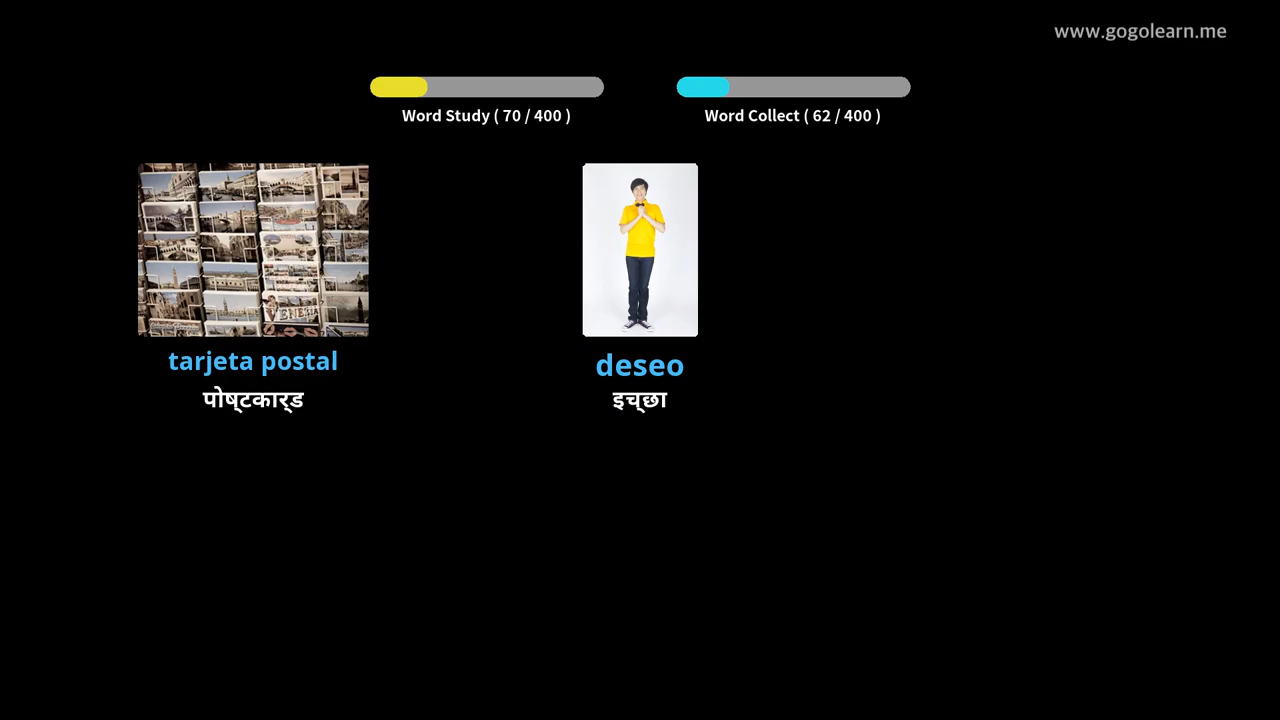 www.gogolearn.me
Word Study ( 70 / 400 )
Word Collect ( 62 / 400 )
tarjeta postal
पोष्टकार्ड
deseo
इच्छा